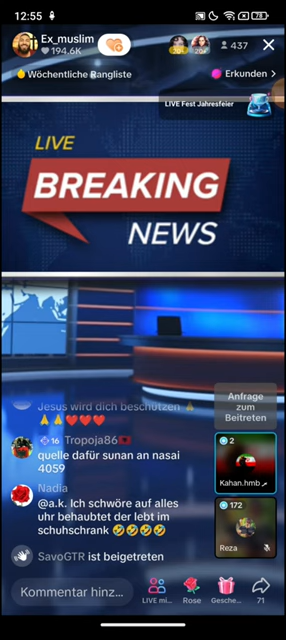 12:55
78
Ex_muslim
194.6K
437
Wöchentliche Rangliste
Erkunden >
LIVE Fest Jahresfeier
LIVE
BREAKING
NEWS
Anfrage
zum
Beitreten
Jesus wird dich beschützen 🙏
🙏🙏❤️❤️❤️
16 Tropoja86🇦🇱
quelle dafür sunan an nasai
4059
2
Kahan.hmb
Nadia
@a.k. Ich schwöre auf alles
uhr behaubtet der lebt im
schuhschrank 🤣🤣🤣🤣
172
Reza
SavoGTR ist beigetreten
Kommentar hinz...
LIVE mi...
Rose
Gesche...
71